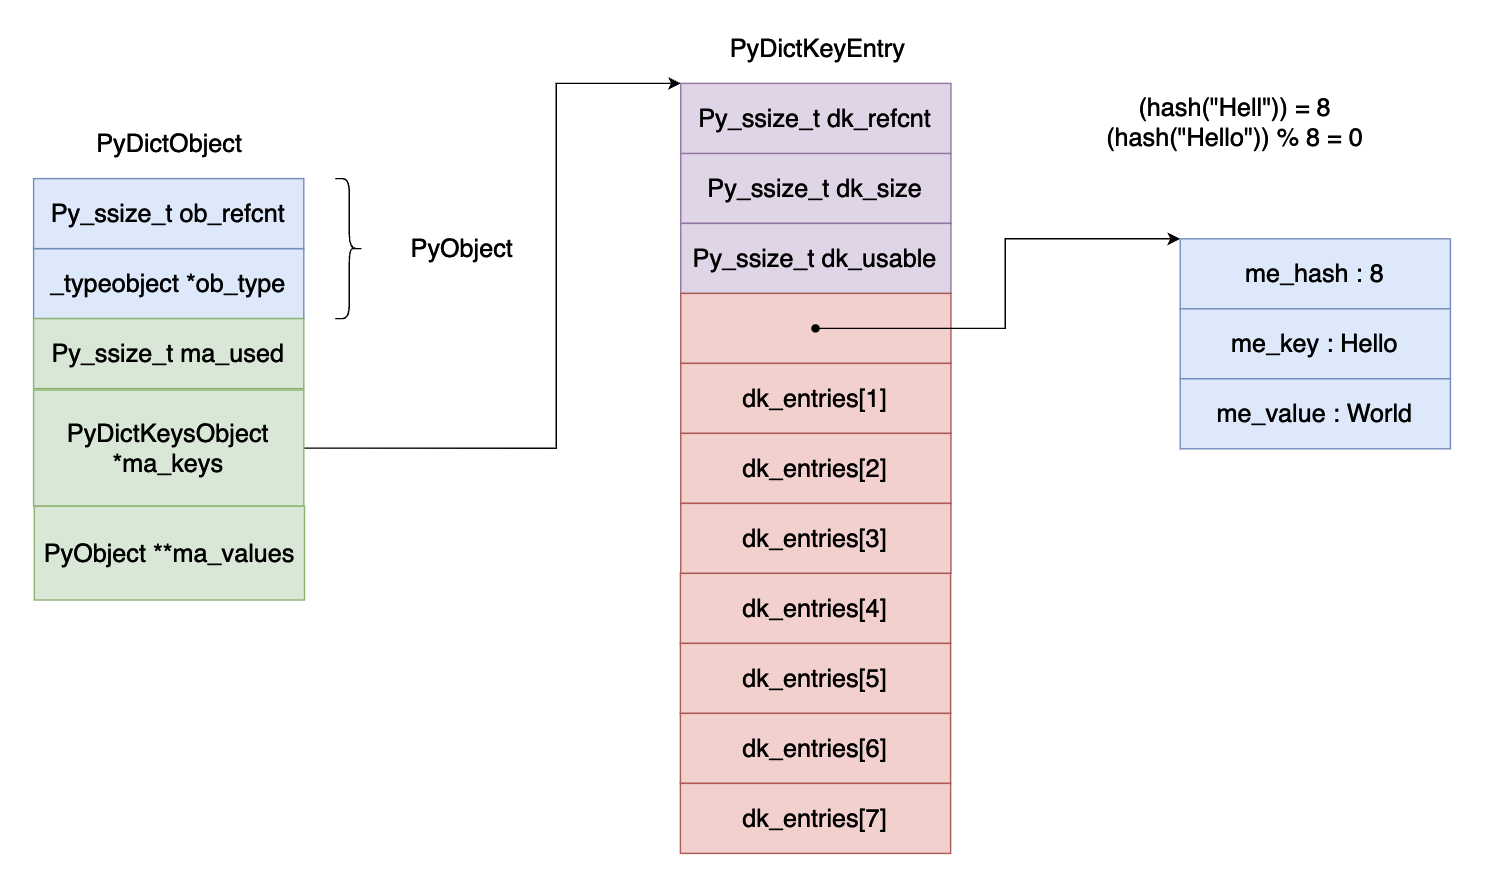 PyDictObject
Py_ssize_t ob_refcnt
_typeobject *ob_type
Py_ssize_t ma_used
PyDictKeysObject
*ma_keys
PyObject **ma_values
PyObject
PyDictKeyEntry
Py_ssize_t dk_refcnt
Py_ssize_t dk_size
Py_ssize_t dk_usable
dk_entries[1]
dk_entries[2]
dk_entries[3]
dk_entries[4]
dk_entries[5]
dk_entries[6]
dk_entries[7]
(hash("Hell")) = 8
(hash("Hello")) % 8 = 0
me_hash : 8
me_key : Hello
me_value : World